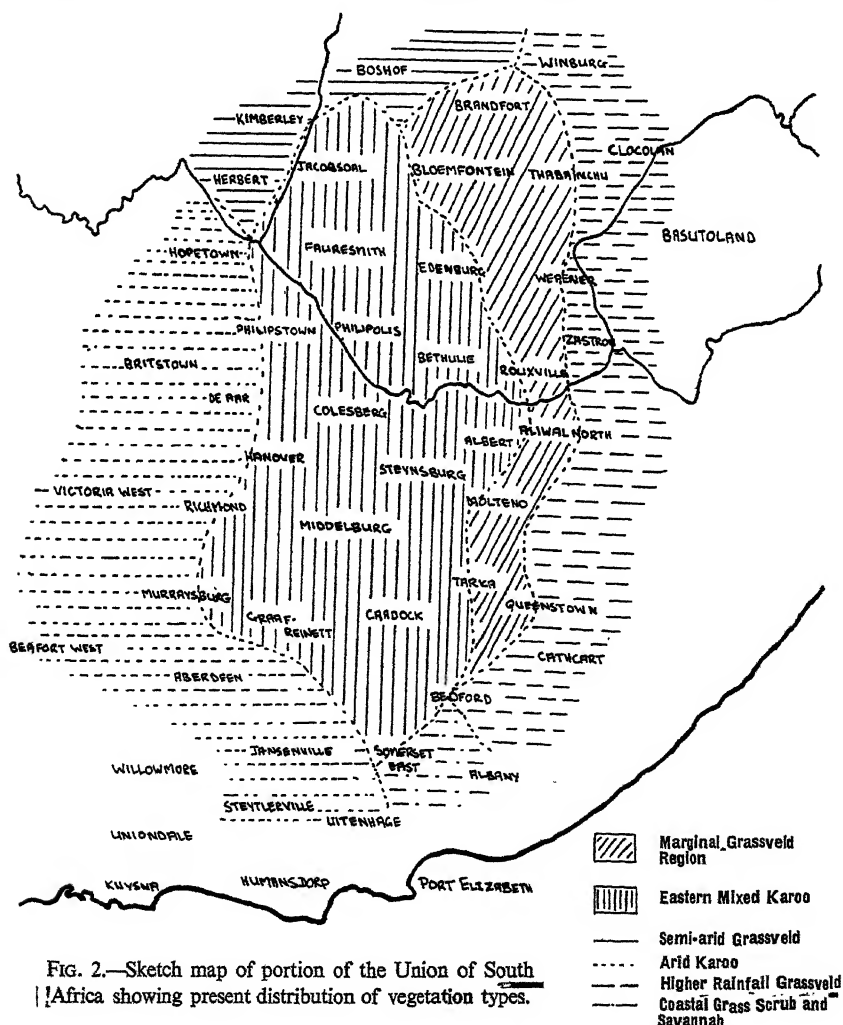 WINBURG
BOSHOF
BRANDFORT
KIMBERLEY
CLOCOLAN
JACOBSDAL
BLOEMFONTEIN
THABANCHU
HERBERT
BASUTOLAND
HOPETOWN
FAURESMITH
EDENBURG
WEPENER
PHILIPSTOWN
PHILIPOLIS
ZASTRON
BRITSTOWN
BETHULIE
ROUXVILLE
DE AAR
COLESBERG
ALBERT
ALIWAL NORTH
HANOVER
STEYNSBURG
VICTORIA WEST
RICHMOND
MOLTENO
MIDDELBURG
TARKA
MURRAYSBURG
QUEENSTOWN
GRAAF-
REINETT
CRADOCK
BEAFORT WEST
CATHCART
ABERDEEN
BEDFORD
JANSENVILLE
SOMERSET
EAST
WILLOWMORE
ALBANY
STEYTLERVILLE
UITENHAGE
UNIONDALE
KUYSNA
HUMANSDORP
PORT ELIZABETH
Marginal Grassveld
Region
Eastern Mixed Karoo
Semi-arid Grassveld
Arid Karoo
Higher Rainfall Grassveld
Coastal Grass Scrub and
Savannah
FIG. 2.—Sketch map of portion of the Union of South
Africa showing present distribution of vegetation types.